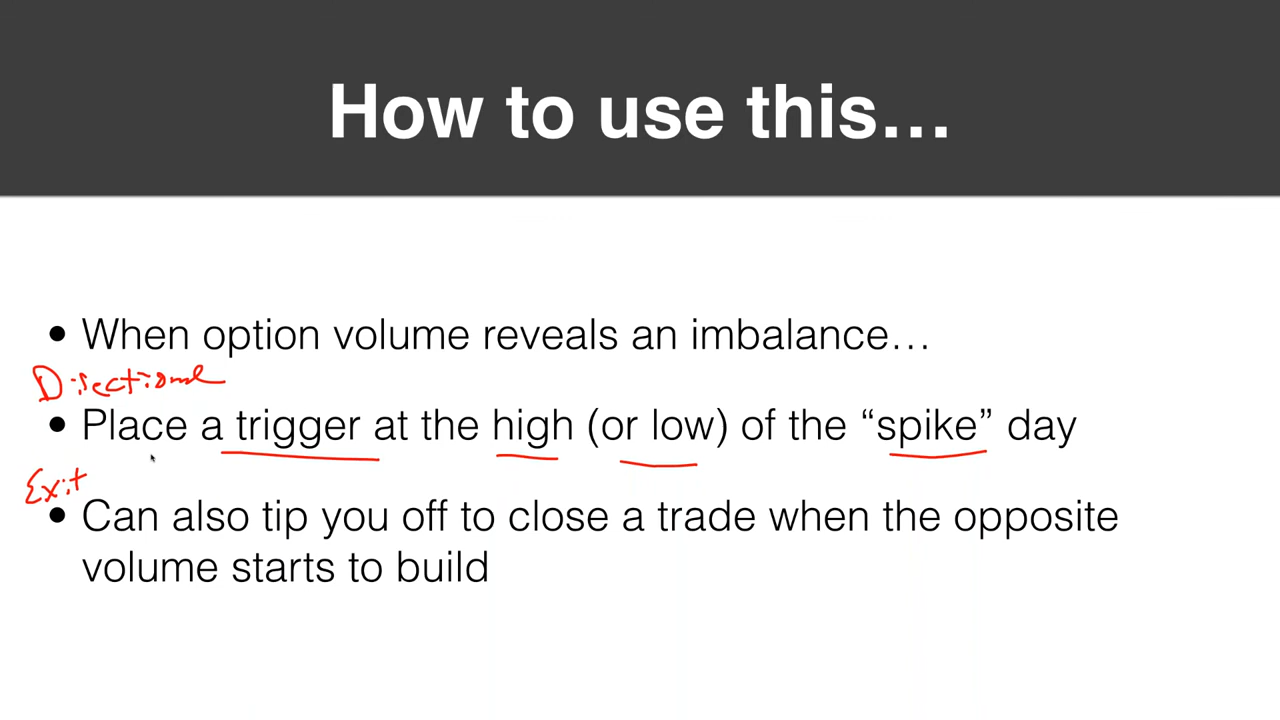 How to use this…
• When option volume reveals an imbalance…
Directional
• Place a trigger at the high (or low) of the “spike” day
Exit
• Can also tip you off to close a trade when the opposite
volume starts to build